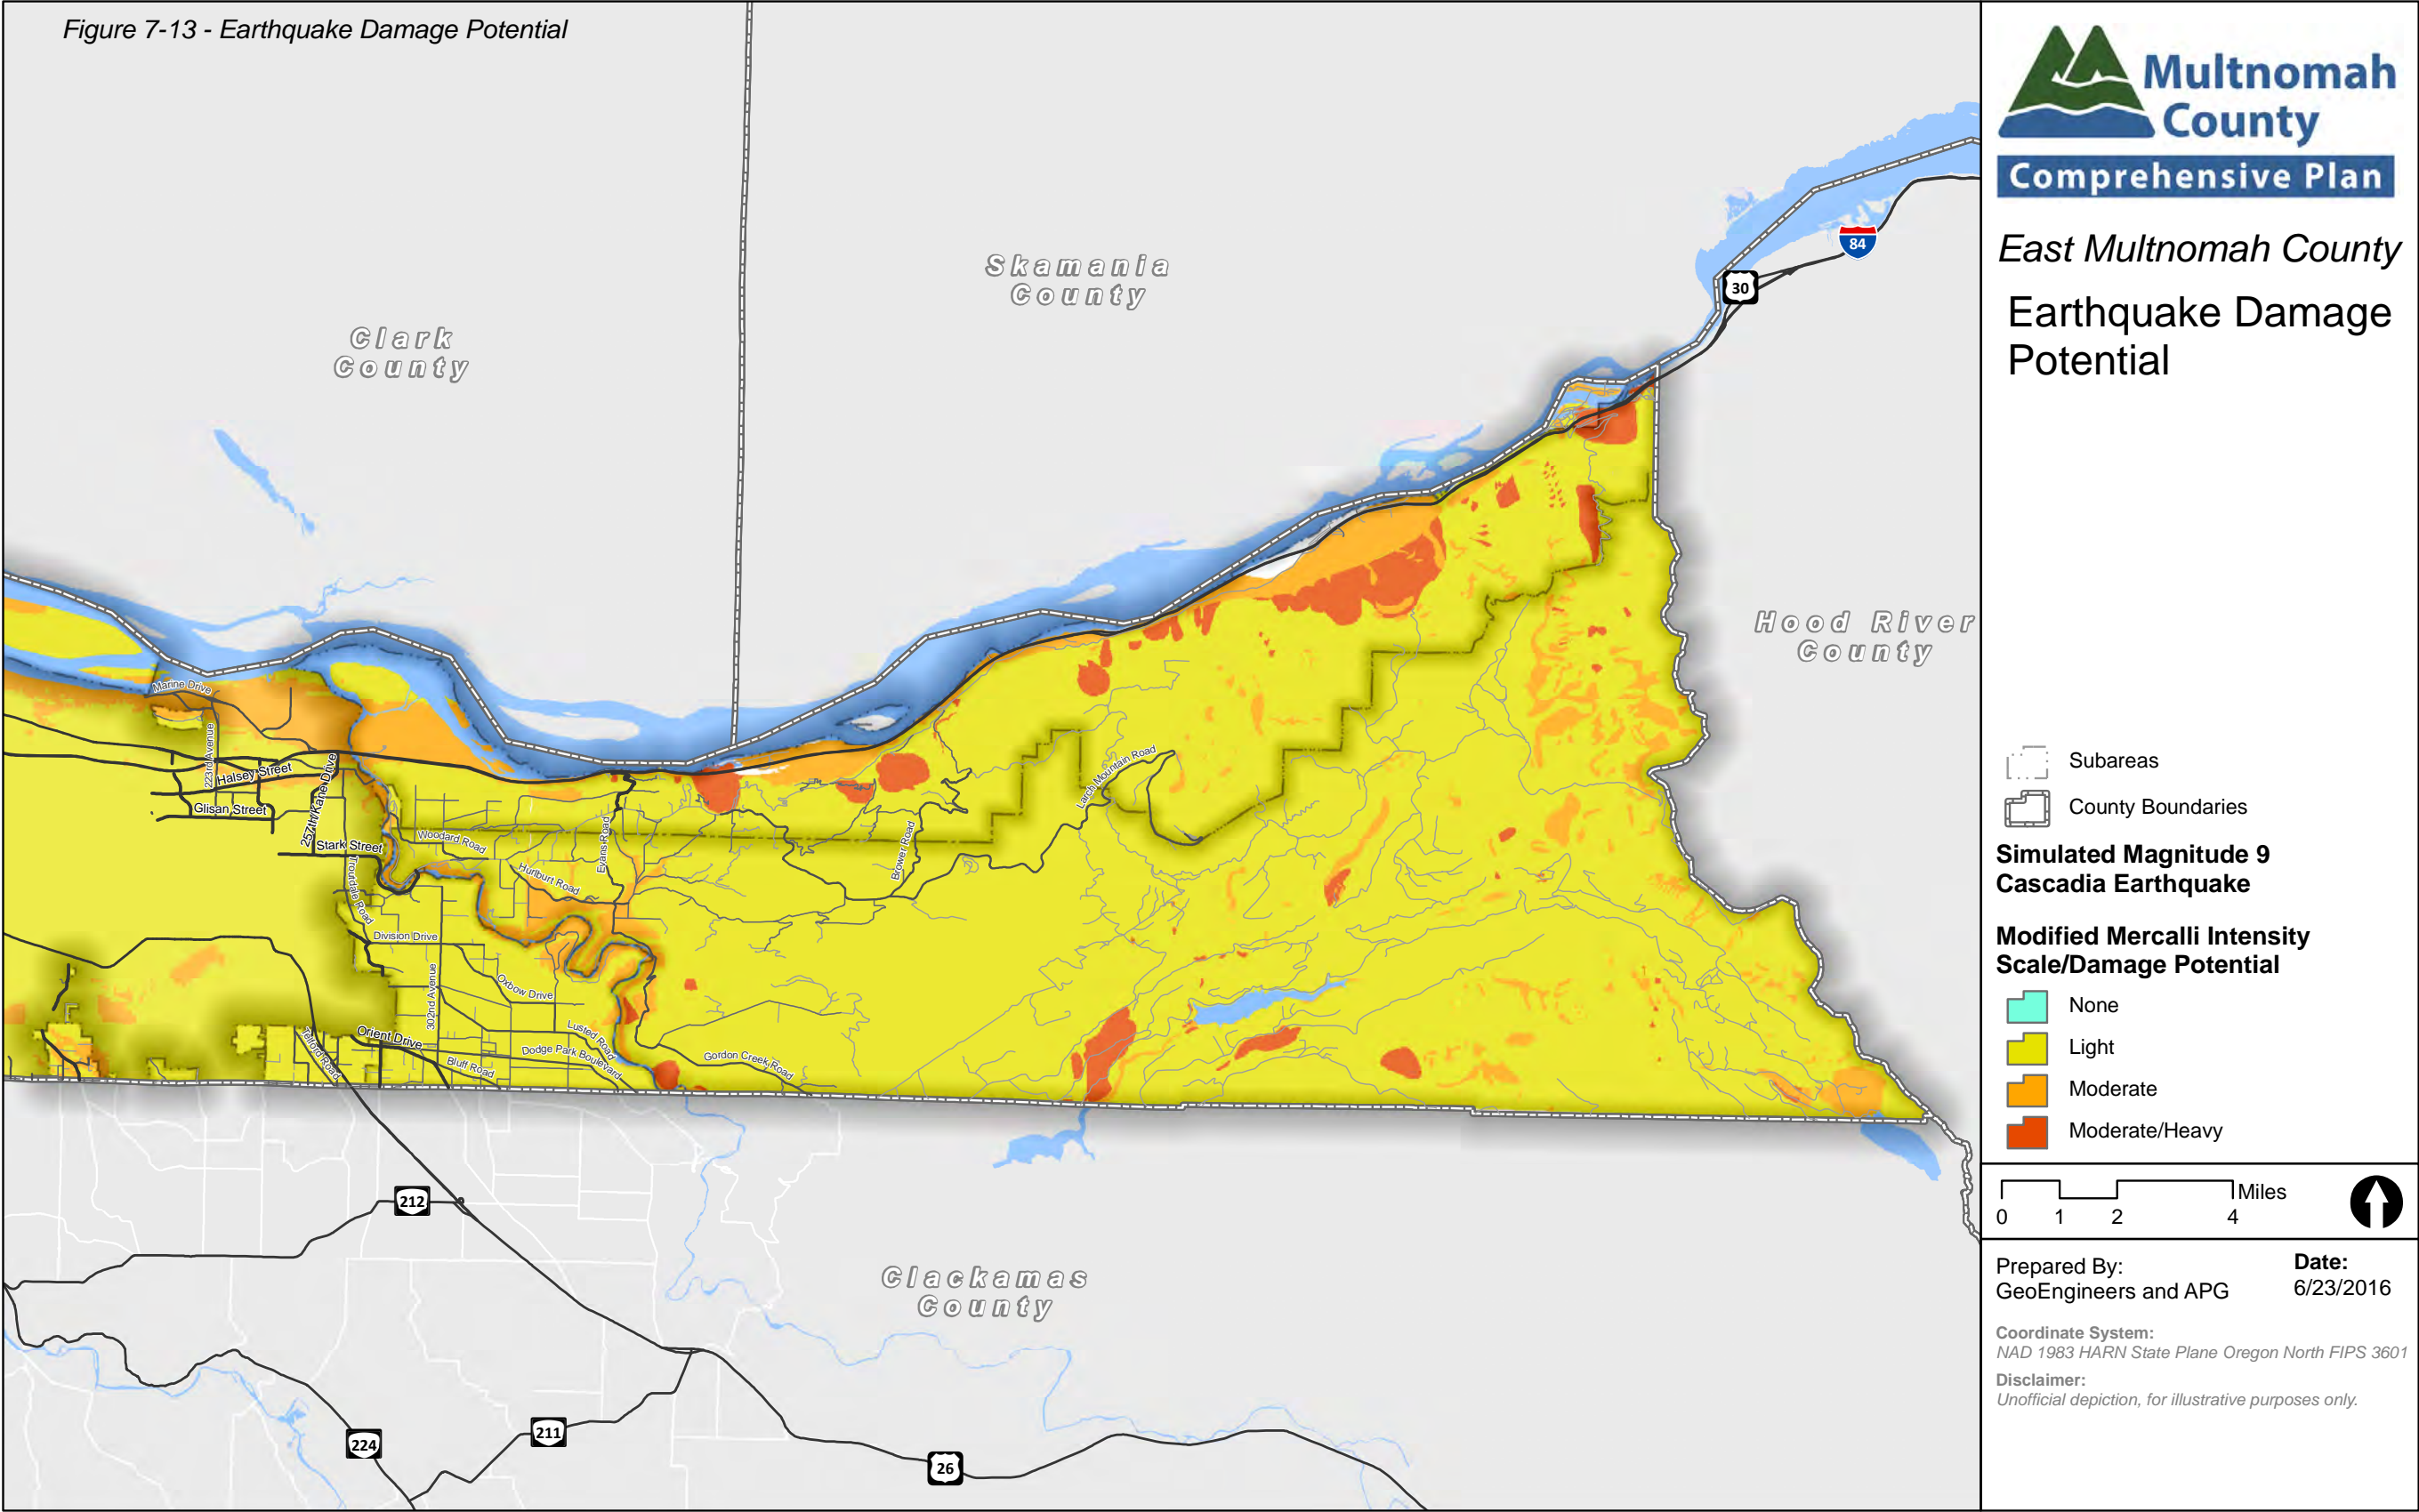 Figure 7-13 - Earthquake Damage Potential
Multnomah
County
Comprehensive Plan
East Multnomah County
Earthquake Damage
Potential
Clark
County
Skamania
County
84
30
Hood River
County
Marine Drive
223rd Avenue
Halsey Street
Glisan Street
257th/Kane Drive
Stark Street
Troutdale Road
Woodard Road
Hurlburt Road
Evans Road
Brower Road
Larch Mountain Road
Division Drive
302nd Avenue
Oxbow Drive
Lusted Road
Orient Drive
Telford Road
Bluff Road
Dodge Park Boulevard
Gordon Creek Road
212
Clackamas
County
211
224
26
Subareas
County Boundaries
Simulated Magnitude 9
Cascadia Earthquake
Modified Mercalli Intensity
Scale/Damage Potential
None
Light
Moderate
Moderate/Heavy
Miles
0 1 2 4
Prepared By:
GeoEngineers and APG
Date:
6/23/2016
Coordinate System:
NAD 1983 HARN State Plane Oregon North FIPS 3601
Disclaimer:
Unofficial depiction, for illustrative purposes only.